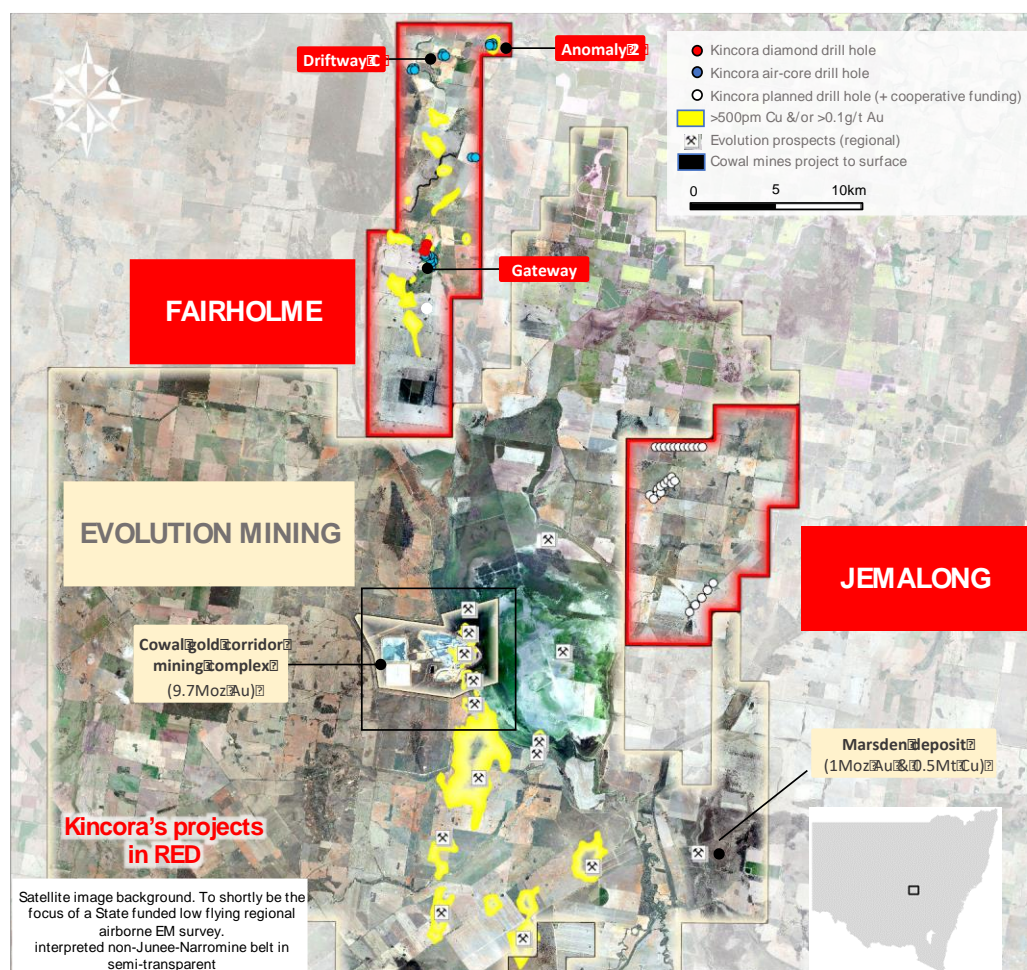 Driftway C
Anomaly 2
Kincora diamond drill hole
Kincora air-core drill hole
Kincora planned drill hole (+ cooperative funding)
>500pm Cu &/or >0.1g/t Au
Evolution prospects (regional)
Cowal mines project to surface
0 5 10km
Gateway
FAIRHOLME
EVOLUTION MINING
JEMALONG
Cowal gold corridor
mining complex
(9.7Moz Au)
Marsden deposit
(1Moz Au & 0.5Mt Cu)
Kincora's projects
in RED
Satellite image background. To shortly be the
focus of a State funded low flying regional
airborne EM survey.
interpreted non-Junee-Narromine belt in
semi-transparent